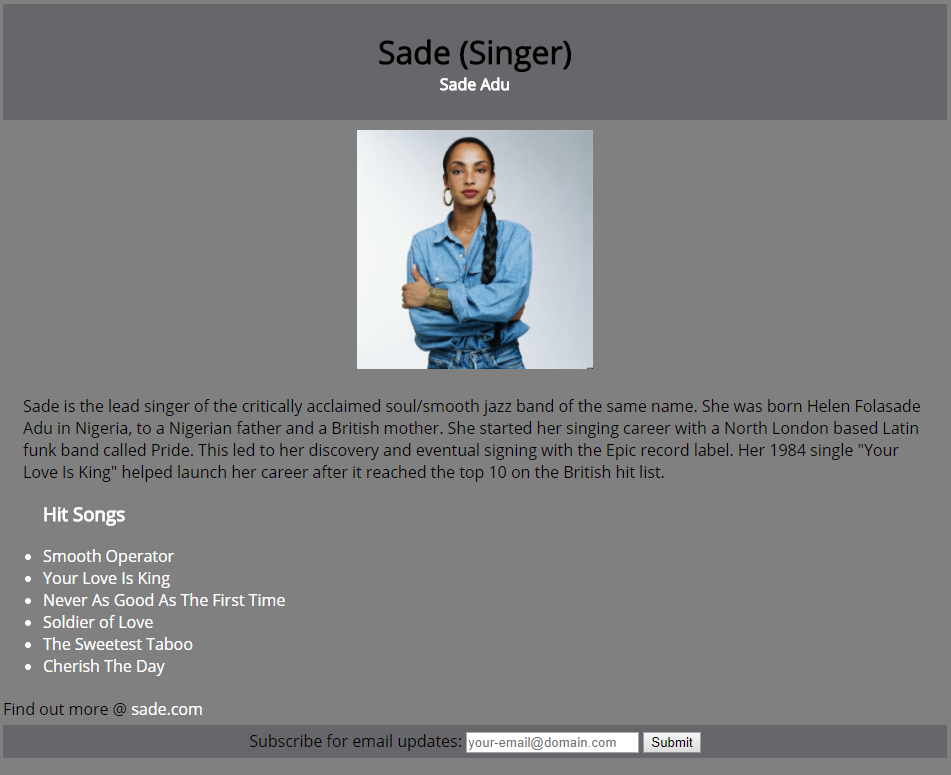 Sade (Singer)
Sade Adu
Sade is the lead singer of the critically acclaimed soul/smooth jazz band of the same name. She was born Helen Folasade
Adu in Nigeria, to a Nigerian father and a British mother. She started her singing career with a North London based Latin
funk band called Pride. This led to her discovery and eventual signing with the Epic record label. Her 1984 single "Your
Love Is King" helped launch her career after it reached the top 10 on the British hit list.
Hit Songs
• Smooth Operator
• Your Love Is King
• Never As Good As The First Time
• Soldier of Love
• The Sweetest Taboo
• Cherish The Day
Find out more @ sade.com
Subscribe for email updates: your-email@domain.com Submit